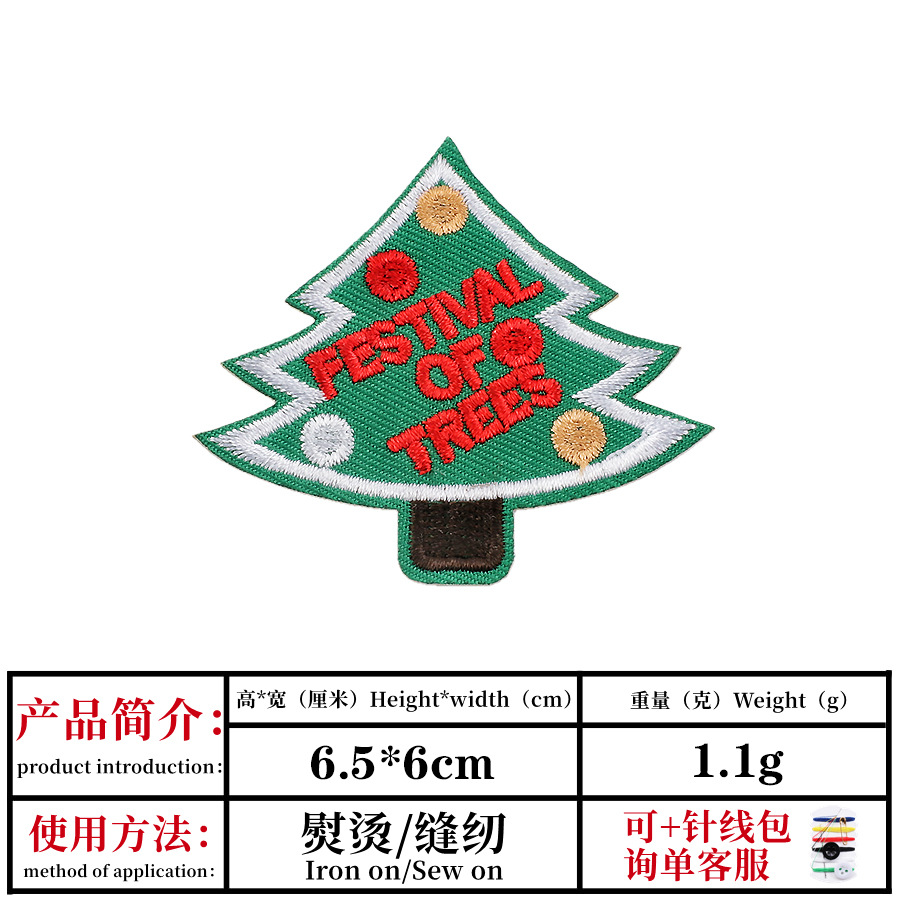 FESTIVAL
OF
TREES
产品简介：
product introduction：
高*宽（厘米）Height*width（cm）
6.5*6cm
重量（克）Weight（g）
1.1g
使用方法：
method of application：
熨烫/缝纫
Iron on/Sew on
可+针线包
询单客服